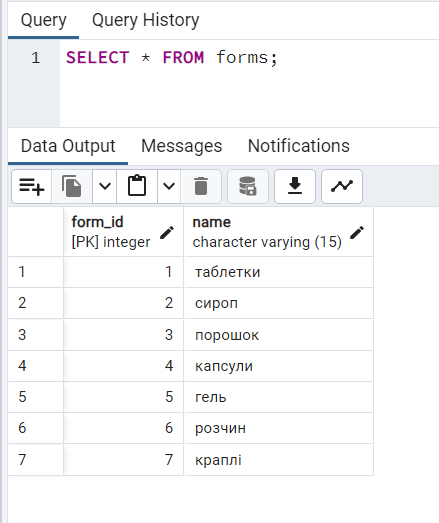 Query Query History
1 SELECT * FROM forms;
Data Output Messages Notifications
form_id name
[PK] integer character varying (15)
1 1 таблетки
2 2 сироп
3 3 порошок
4 4 капсули
5 5 гель
6 6 розчин
7 7 краплі